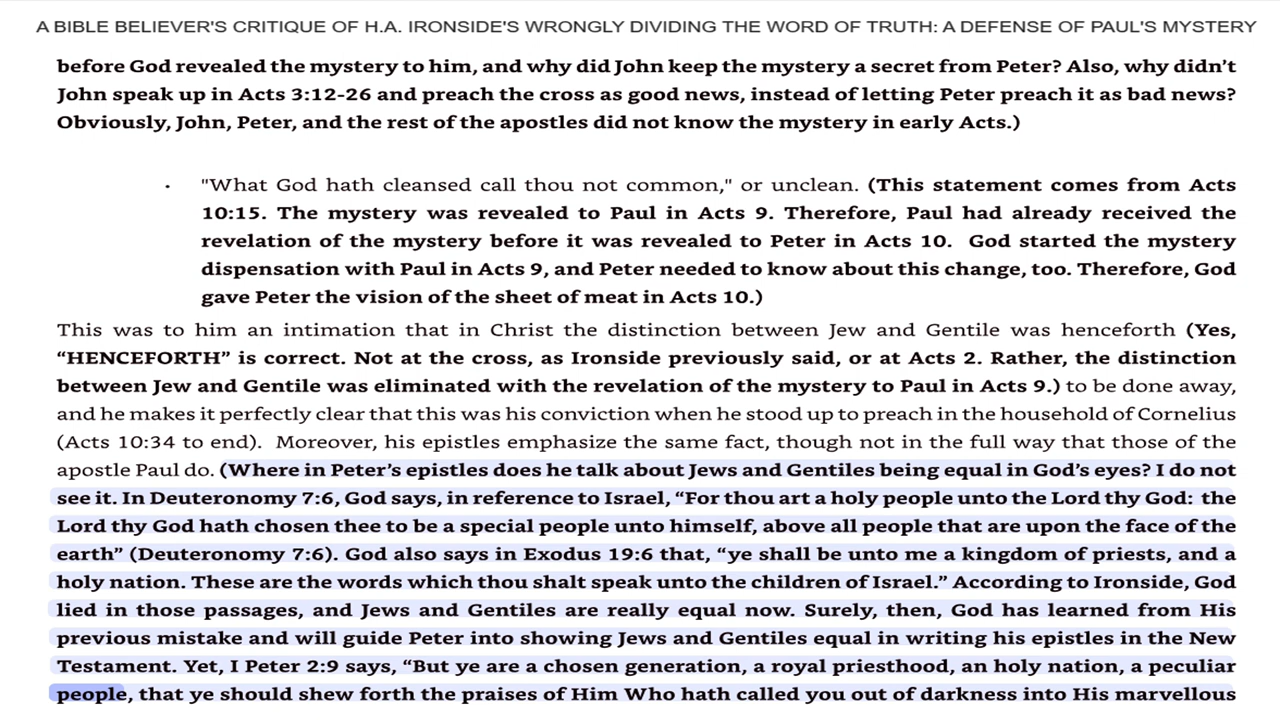 A BIBLE BELIEVER'S CRITIQUE OF H.A. IRONSIDE'S WRONGLY DIVIDING THE WORD OF TRUTH: A DEFENSE OF PAUL'S MYSTERY
before God revealed the mystery to him, and why did John keep the mystery a secret from Peter? Also, why didn’t
John speak up in Acts 3:12-26 and preach the cross as good news, instead of letting Peter preach it as bad news?
Obviously, John, Peter, and the rest of the apostles did not know the mystery in early Acts.)
· "What God hath cleansed call thou not common," or unclean. (This statement comes from Acts
10:15. The mystery was revealed to Paul in Acts 9. Therefore, Paul had already received the
revelation of the mystery before it was revealed to Peter in Acts 10. God started the mystery
dispensation with Paul in Acts 9, and Peter needed to know about this change, too. Therefore, God
gave Peter the vision of the sheet of meat in Acts 10.)
This was to him an intimation that in Christ the distinction between Jew and Gentile was henceforth (Yes,
“HENCEFORTH” is correct. Not at the cross, as Ironside previously said, or at Acts 2. Rather, the distinction
between Jew and Gentile was eliminated with the revelation of the mystery to Paul in Acts 9.) to be done away,
and he makes it perfectly clear that this was his conviction when he stood up to preach in the household of Cornelius
(Acts 10:34 to end). Moreover, his epistles emphasize the same fact, though not in the full way that those of the
apostle Paul do. (Where in Peter’s epistles does he talk about Jews and Gentiles being equal in God’s eyes? I do not
see it. In Deuteronomy 7:6, God says, in reference to Israel, “For thou art a holy people unto the Lord thy God: the
Lord thy God hath chosen thee to be a special people unto himself, above all people that are upon the face of the
earth” (Deuteronomy 7:6). God also says in Exodus 19:6 that, “ye shall be unto me a kingdom of priests, and a
holy nation. These are the words which thou shalt speak unto the children of Israel.” According to Ironside, God
lied in those passages, and Jews and Gentiles are really equal now. Surely, then, God has learned from His
previous mistake and will guide Peter into showing Jews and Gentiles equal in writing his epistles in the New
Testament. Yet, I Peter 2:9 says, “But ye are a chosen generation, a royal priesthood, an holy nation, a peculiar
people, that ye should shew forth the praises of Him Who hath called you out of darkness into His marvellous